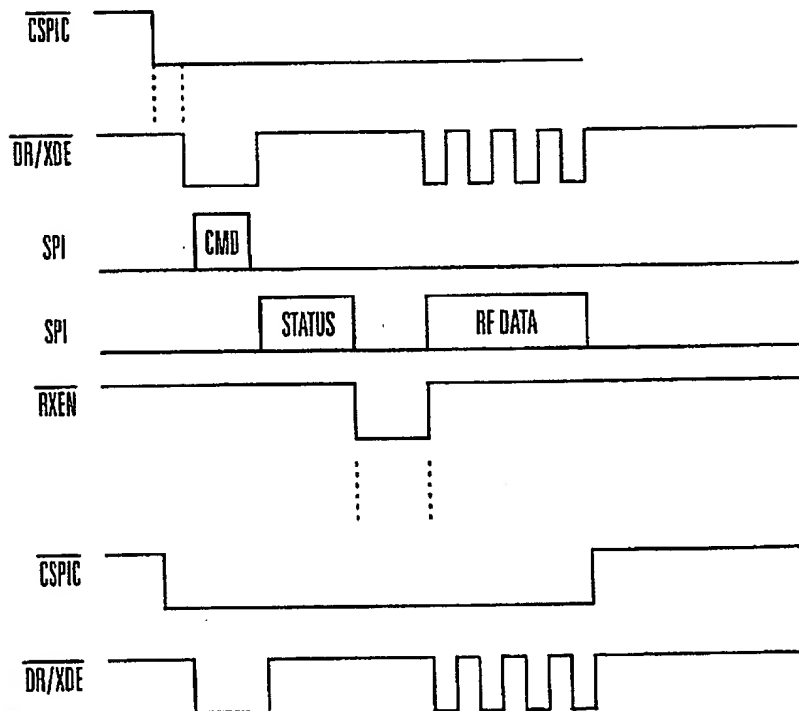 CSPIC
DR/XDE
SPI
CMD
SPI
STATUS
RF DATA
RXEN
CSPIC
DR/XDE